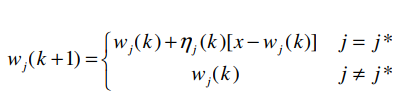 w_j(k+1) = { w_j(k)+η_j(k)[x−w_j(k)]   j = j*
w_j(k)   j ≠ j*